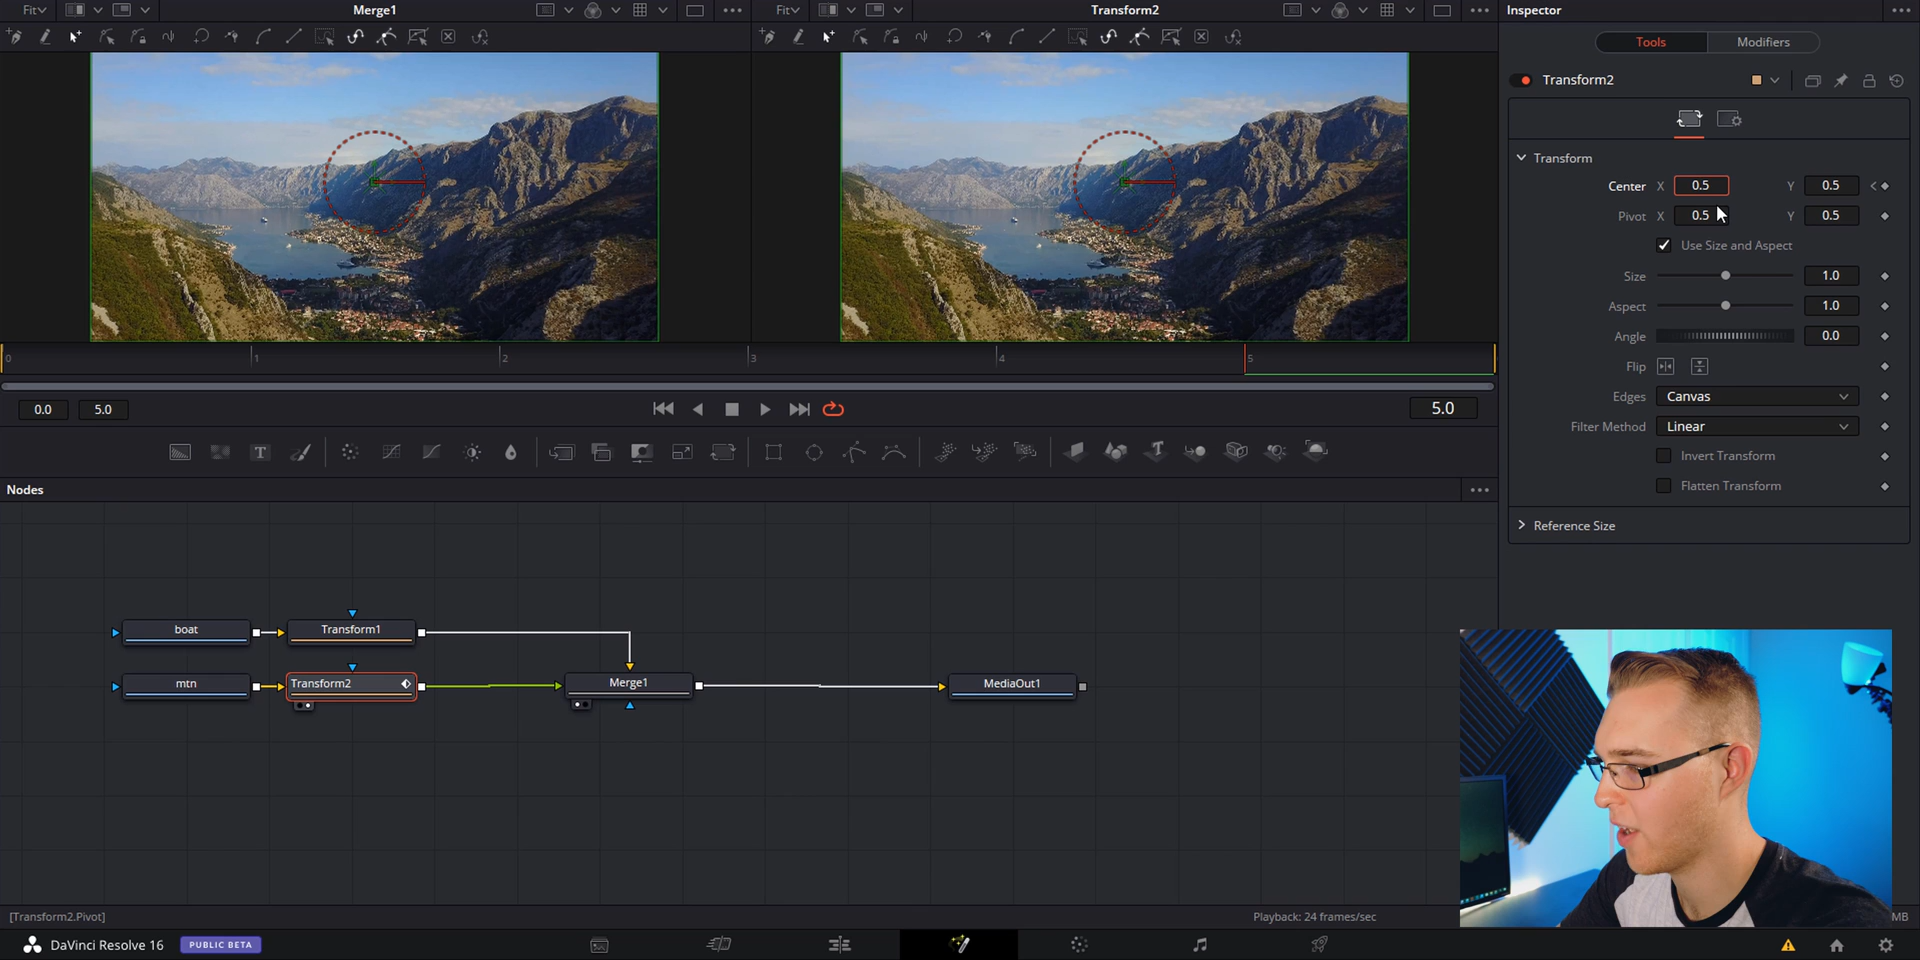 Fit
Merge1
Fit
Transform2
Inspector
Tools
Modifiers
Transform2
Transform
Center X 0.5 Y 0.5
Pivot X 0.5 Y 0.5
Use Size and Aspect
Size 1.0
Aspect 1.0
Angle 0.0
Flip
Edges Canvas
Filter Method Linear
Invert Transform
Flatten Transform
Reference Size
0 1 2 3 4 5
0.0 5.0 5.0
T
Nodes
boat
Transform1
mtn
Transform2
Merge1
MediaOut1
[Transform2.Pivot]
Playback: 24 frames/sec
MB
DaVinci Resolve 16
PUBLIC BETA